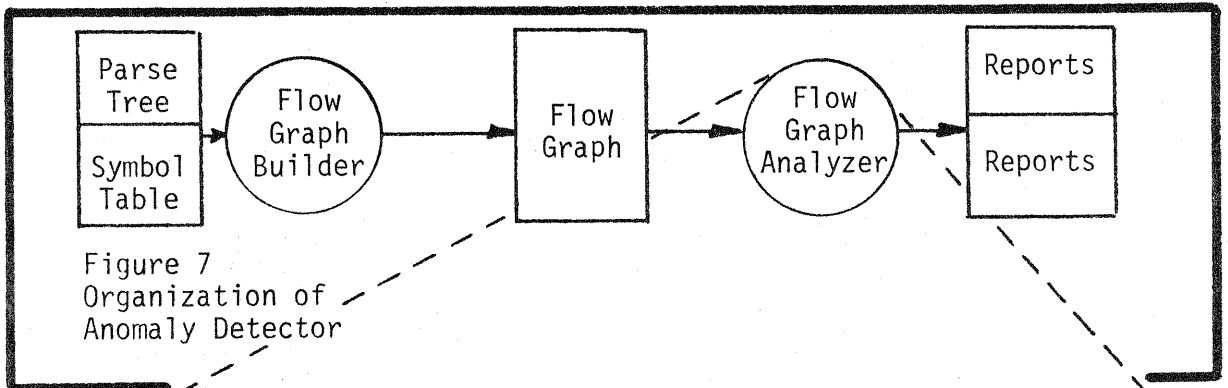 Parse
Tree
Symbol
Table
Flow
Graph
Builder
Flow
Graph
Flow
Graph
Analyzer
Reports
Reports
Figure 7
Organization of
Anomaly Detector